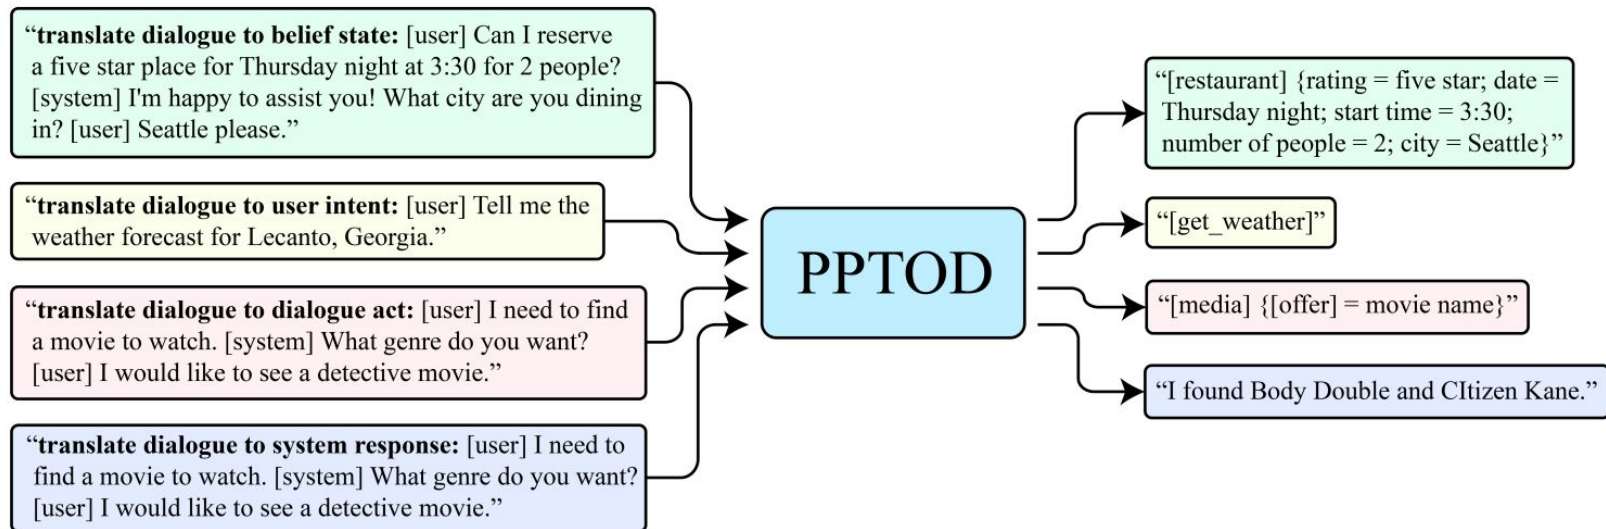 “translate dialogue to belief state: [user] Can I reserve
a five star place for Thursday night at 3:30 for 2 people?
[system] I'm happy to assist you! What city are you dining
in? [user] Seattle please.”
“translate dialogue to user intent: [user] Tell me the
weather forecast for Lecanto, Georgia.”
“translate dialogue to dialogue act: [user] I need to find
a movie to watch. [system] What genre do you want?
[user] I would like to see a detective movie.”
“translate dialogue to system response: [user] I need to
find a movie to watch. [system] What genre do you want?
[user] I would like to see a detective movie.”
PPTOD
“[restaurant] {rating = five star; date =
Thursday night; start time = 3:30;
number of people = 2; city = Seattle}”
“[get_weather]”
“[media] {[offer] = movie name}”
“I found Body Double and CItizen Kane.”